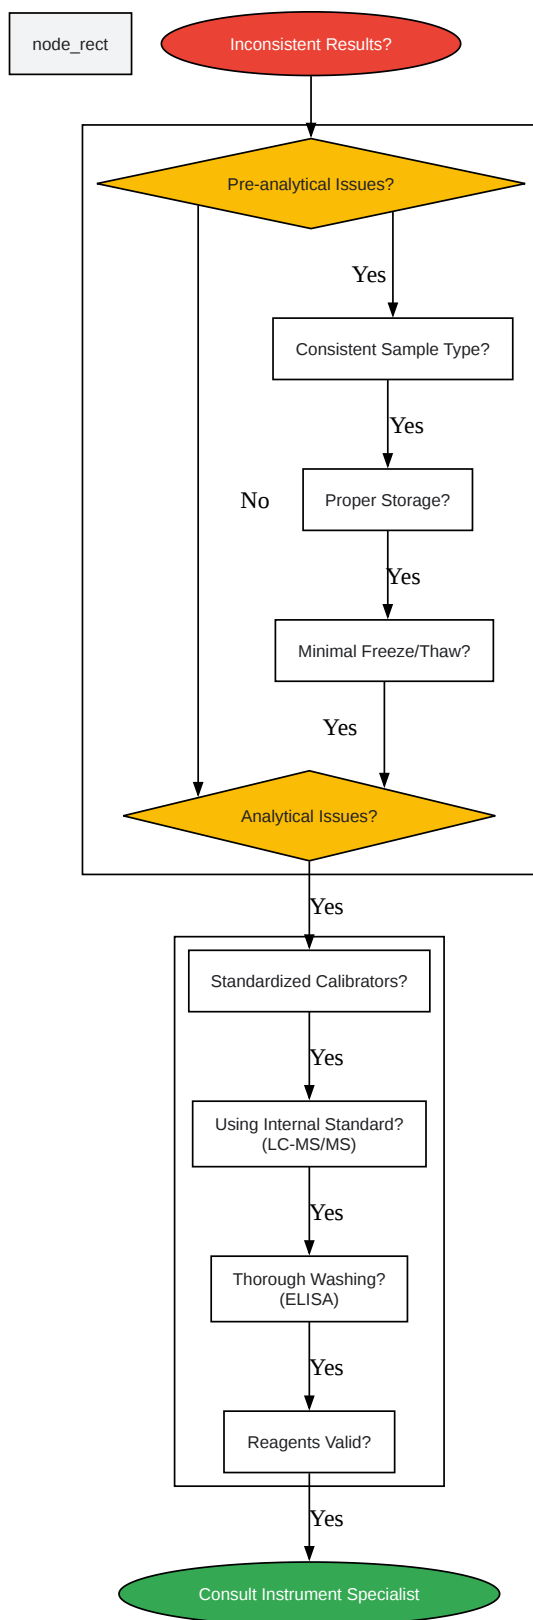 node_rect
Inconsistent Results?
Pre-analytical Issues?
Yes
Consistent Sample Type?
Yes
Proper Storage?
No
Yes
Minimal Freeze/Thaw?
Yes
Analytical Issues?
Yes
Standardized Calibrators?
Yes
Using Internal Standard?
(LC-MS/MS)
Yes
Thorough Washing?
(ELISA)
Yes
Reagents Valid?
Yes
Consult Instrument Specialist